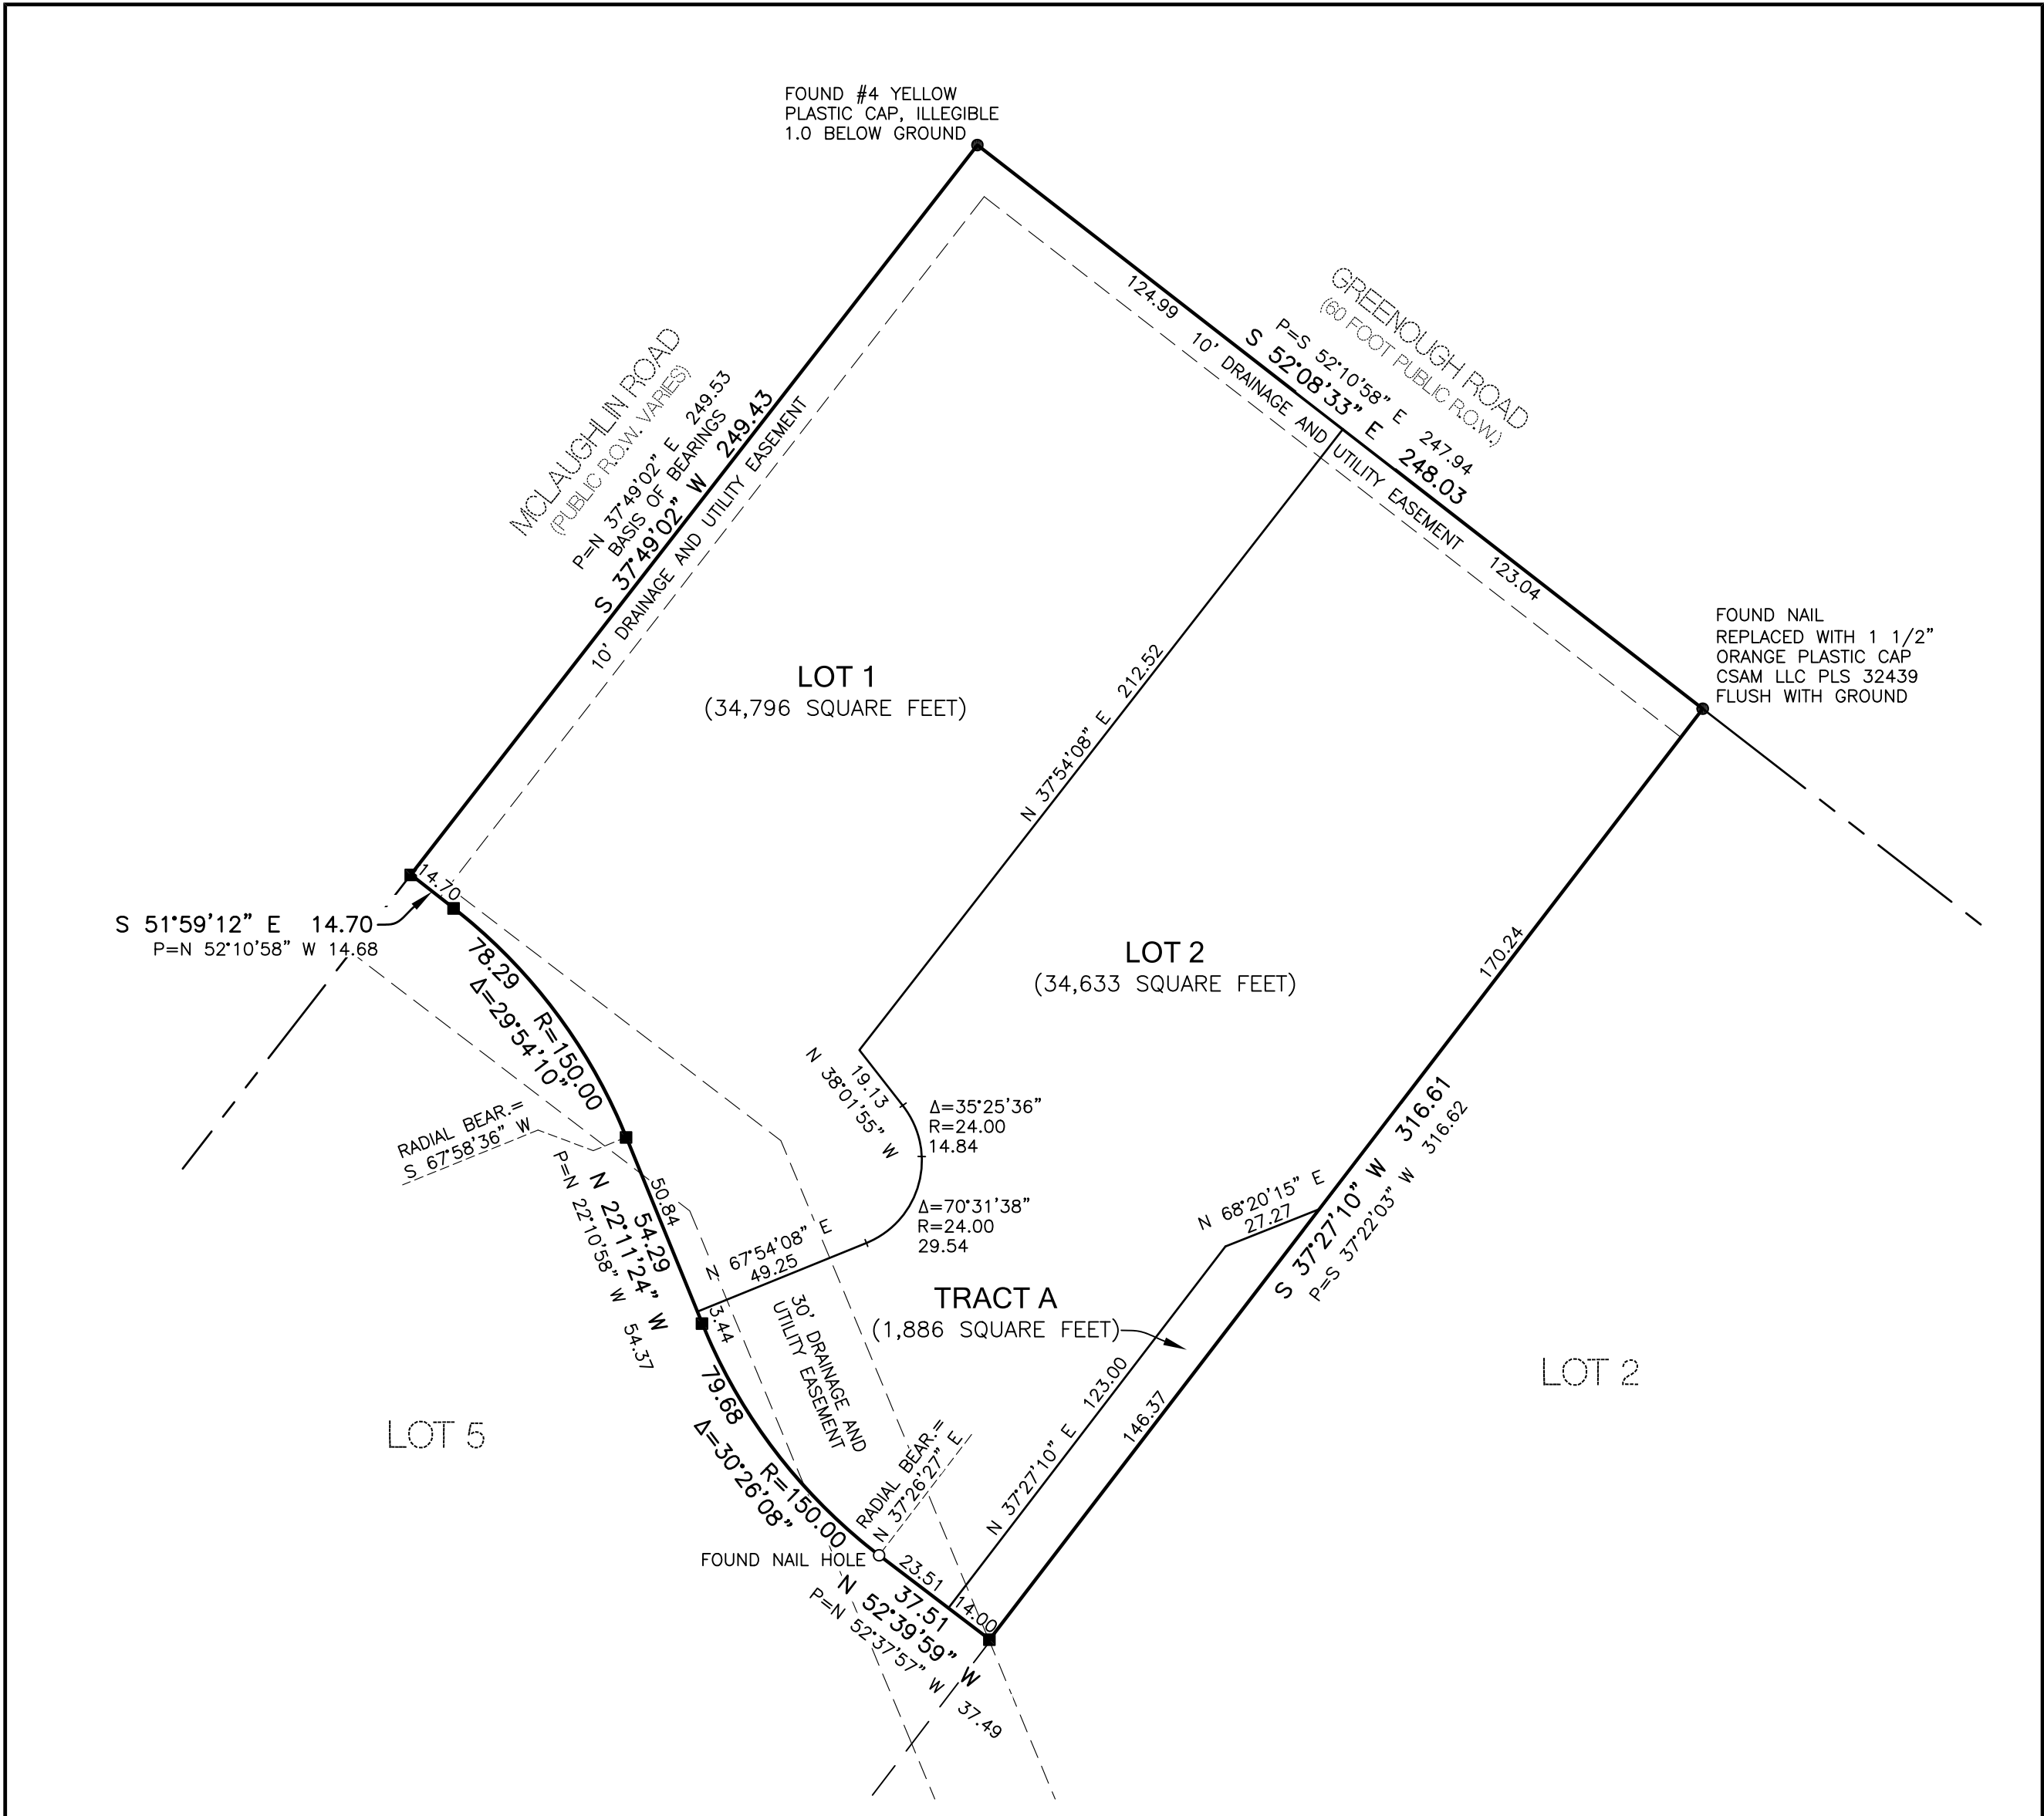 FOUND #4 YELLOW
PLASTIC CAP, ILLEGIBLE
1.0 BELOW GROUND
MCLAUGHLIN ROAD
(PUBLIC R.O.W. VARIES)
P=N 37°49'02" E 249.53
BASIS OF BEARINGS
S 37°49'02" W 249.43
10' DRAINAGE AND UTILITY EASEMENT
GREENOUGH ROAD
(60 FOOT PUBLIC R.O.W.)
P=S 52°10'58" E 247.94
S 52°08'33" E 248.03
124.99
10' DRAINAGE AND UTILITY EASEMENT
123.04
FOUND NAIL
REPLACED WITH 1 1/2"
ORANGE PLASTIC CAP
CSAM LLC PLS 32439
FLUSH WITH GROUND
LOT 1
(34,796 SQUARE FEET)
N 37°54'08" E 212.52
14.70
S 51°59'12" E 14.70
P=N 52°10'58" W 14.68
78.29
Δ=29°54'10"
R=150.00
LOT 2
(34,633 SQUARE FEET)
170.24
19.13
N 38°01'55" W
Δ=35°25'36"
R=24.00
14.84
RADIAL BEAR.=
S 67°58'36" W
50.84
54.29
N 22°11'24" W
P=N 22°10'58" W 54.37
Δ=70°31'38"
R=24.00
29.54
N 67°54'08" E
49.25
3.44
N 68°20'15" E
27.27
S 37°27'10" W 316.61
P=S 37°22'03" W 316.62
TRACT A
(1,886 SQUARE FEET)
30' DRAINAGE AND
UTILITY EASEMENT
N 37°27'10" E 123.00
146.37
LOT 2
LOT 5
79.68
Δ=30°26'08"
R=150.00
RADIAL BEAR.=
N 37°26'27" E
FOUND NAIL HOLE
23.51
14.00
37.51
N 52°39'59" W
P=N 52°37'57" W 37.49